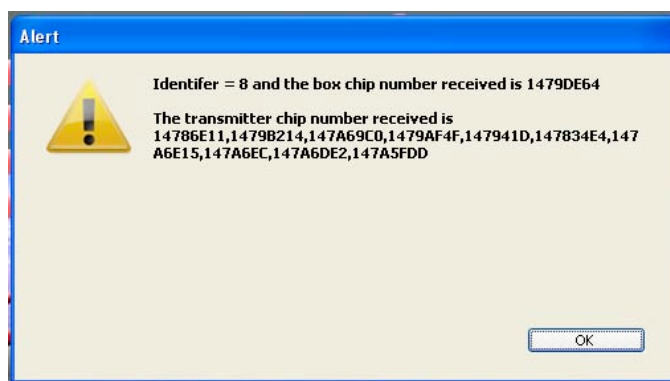 Alert
Identifer = 8 and the box chip number received is 1479DE64
The transmitter chip number received is
14786E11,1479B214,147A69C0,1479AF4F,147941D,147834E4,147
A6E15,147A6EC,147A6DE2,147A5FDD
OK